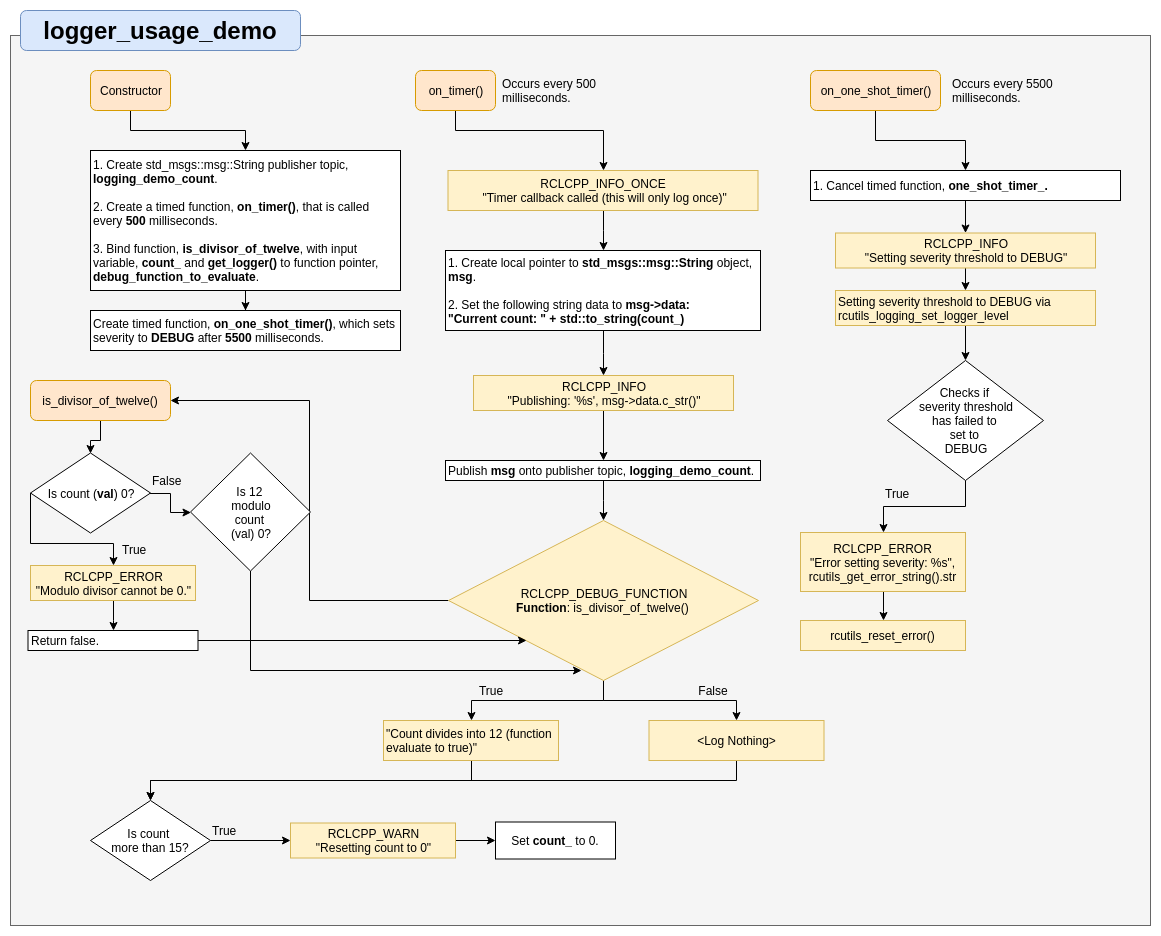 logger_usage_demo
Constructor
1. Create std_msgs::msg::String publisher topic,
logging_demo_count.
2. Create a timed function, on_timer(), that is called
every 500 milliseconds.
3. Bind function, is_divisor_of_twelve, with input
variable, count_ and get_logger() to function pointer,
debug_function_to_evaluate.
Create timed function, on_one_shot_timer(), which sets
severity to DEBUG after 5500 milliseconds.
is_divisor_of_twelve()
Is count (val) 0?
False
True
Is 12
modulo
count
(val) 0?
RCLCPP_ERROR
"Modulo divisor cannot be 0."
Return false.
on_timer()
Occurs every 500
milliseconds.
RCLCPP_INFO_ONCE
"Timer callback called (this will only log once)"
1. Create local pointer to std_msgs::msg::String object,
msg.
2. Set the following string data to msg->data:
"Current count: " + std::to_string(count_)
RCLCPP_INFO
"Publishing: '%s', msg->data.c_str()"
Publish msg onto publisher topic, logging_demo_count.
RCLCPP_DEBUG_FUNCTION
Function: is_divisor_of_twelve()
True
False
"Count divides into 12 (function
evaluate to true)"
<Log Nothing>
Is count
more than 15?
True
RCLCPP_WARN
"Resetting count to 0"
Set count_ to 0.
on_one_shot_timer()
Occurs every 5500
milliseconds.
1. Cancel timed function, one_shot_timer_.
RCLCPP_INFO
"Setting severity threshold to DEBUG"
Setting severity threshold to DEBUG via
rcutils_logging_set_logger_level
Checks if
severity threshold
has failed to
set to
DEBUG
True
RCLCPP_ERROR
"Error setting severity: %s",
rcutils_get_error_string().str
rcutils_reset_error()